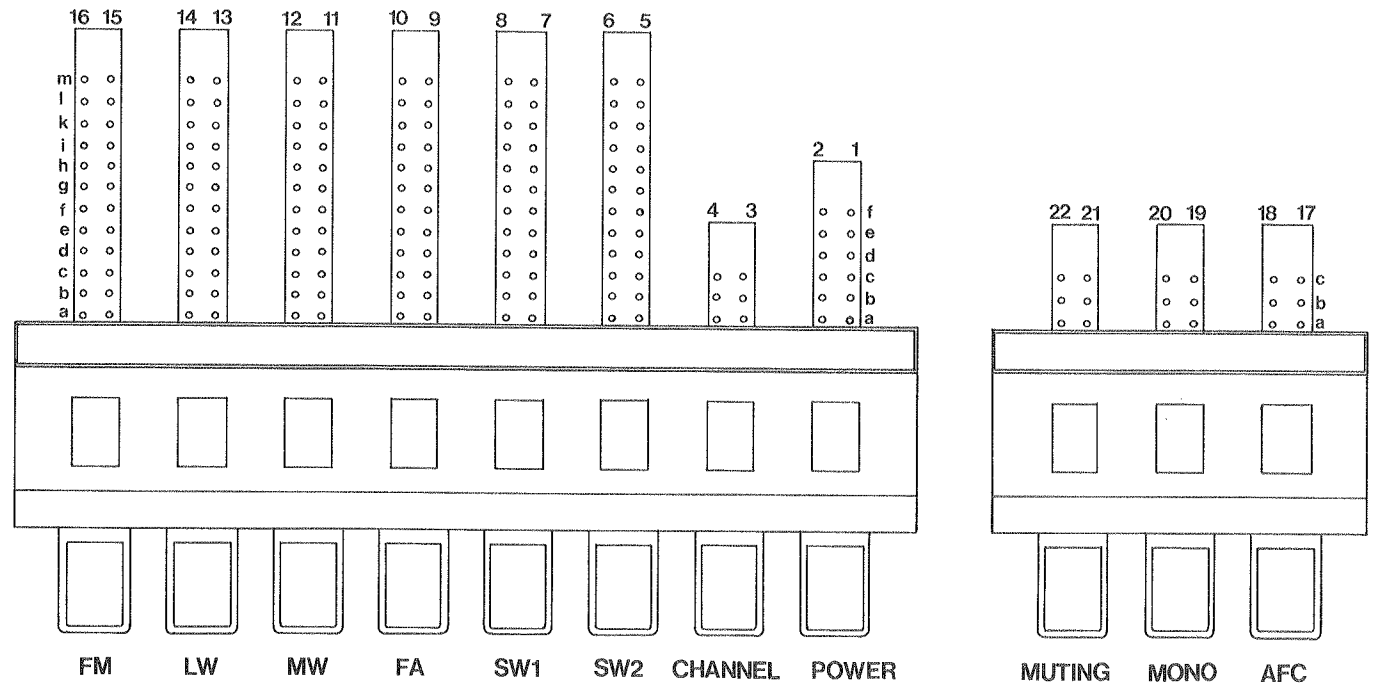 16 15 14 13 12 11 10 9 8 7 6 5
m
l
k
i
h
g
f
e
d
c
b
a
2 1
f
e
d
c
b
a
4 3
22 21 20 19 18 17
c
b
a
FM LW MW FA SW1 SW2 CHANNEL POWER MUTING MONO AFC